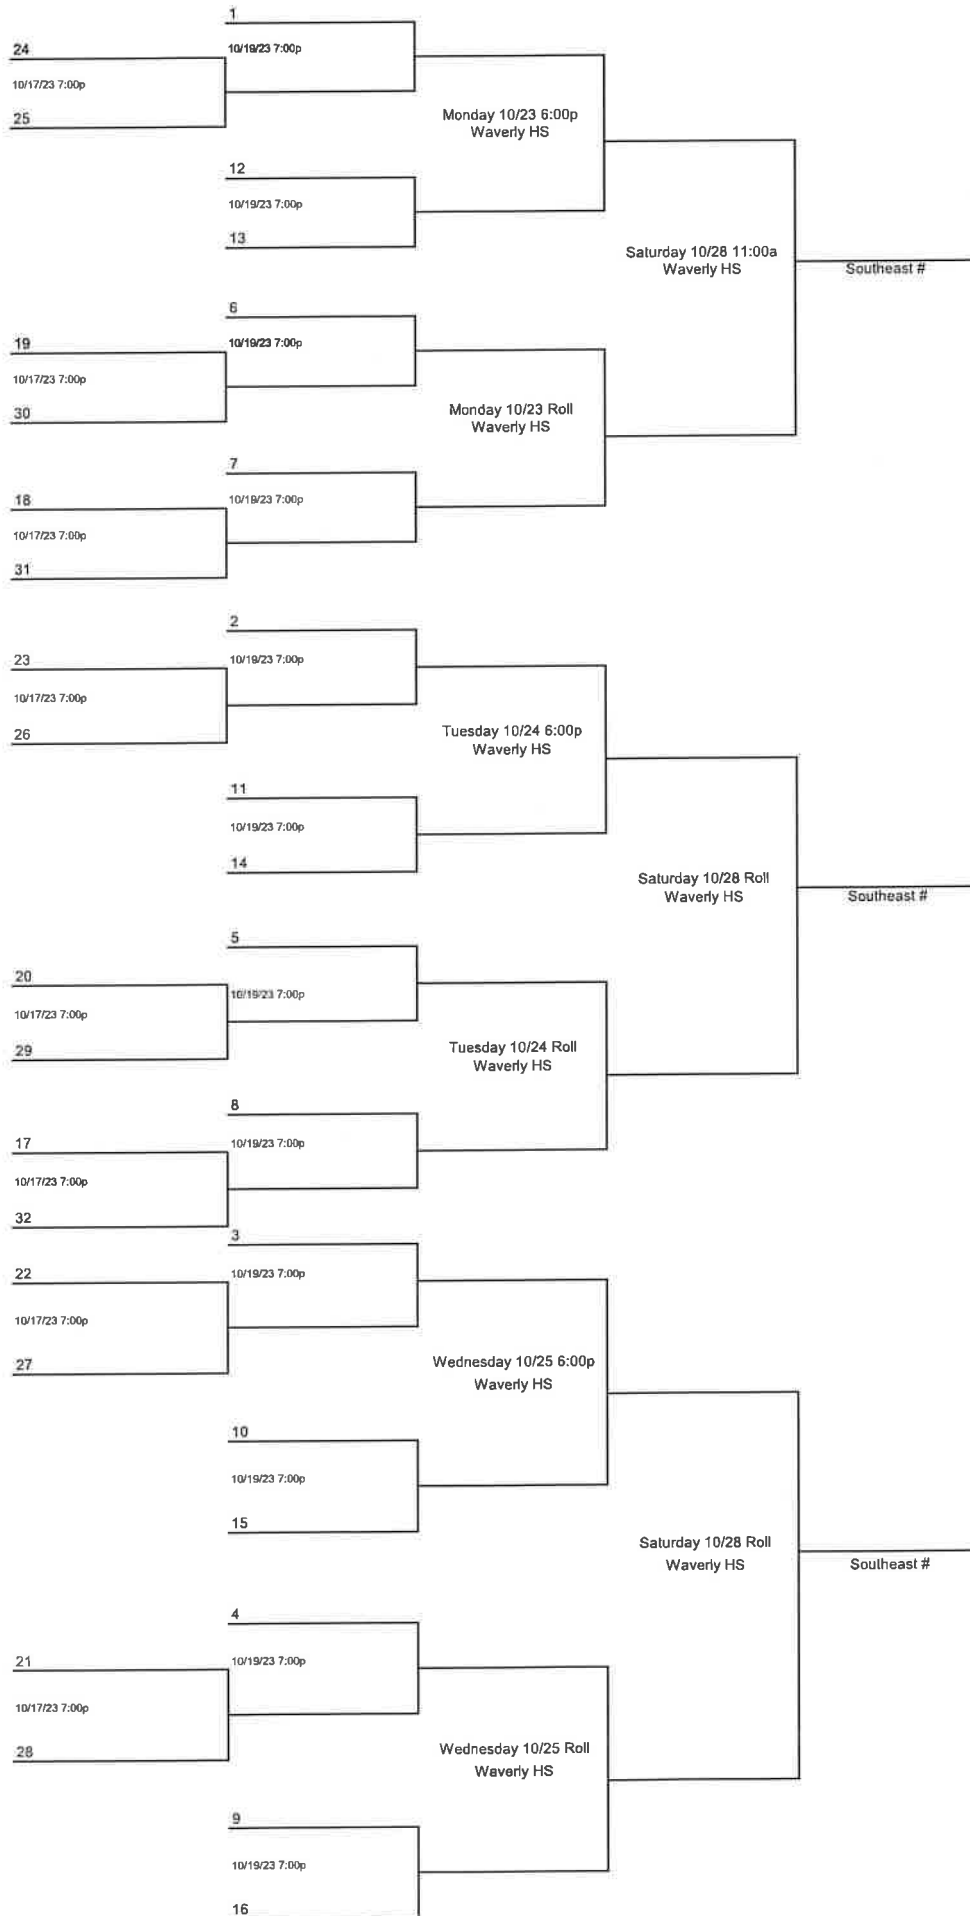 1
24
10/19/23 7:00p
10/17/23 7:00p
25
Monday 10/23 6:00p
Waverly HS
12
10/19/23 7:00p
13
Saturday 10/28 11:00a
Waverly HS
Southeast #
6
19
10/19/23 7:00p
10/17/23 7:00p
30
Monday 10/23 Roll
Waverly HS
7
18
10/19/23 7:00p
10/17/23 7:00p
31
2
23
10/19/23 7:00p
10/17/23 7:00p
26
Tuesday 10/24 6:00p
Waverly HS
11
10/19/23 7:00p
14
Saturday 10/28 Roll
Waverly HS
Southeast #
5
20
10/19/23 7:00p
10/17/23 7:00p
29
Tuesday 10/24 Roll
Waverly HS
8
17
10/19/23 7:00p
10/17/23 7:00p
32
3
22
10/19/23 7:00p
10/17/23 7:00p
27
Wednesday 10/25 6:00p
Waverly HS
10
10/19/23 7:00p
15
Saturday 10/28 Roll
Waverly HS
Southeast #
4
21
10/19/23 7:00p
10/17/23 7:00p
28
Wednesday 10/25 Roll
Waverly HS
9
10/19/23 7:00p
16